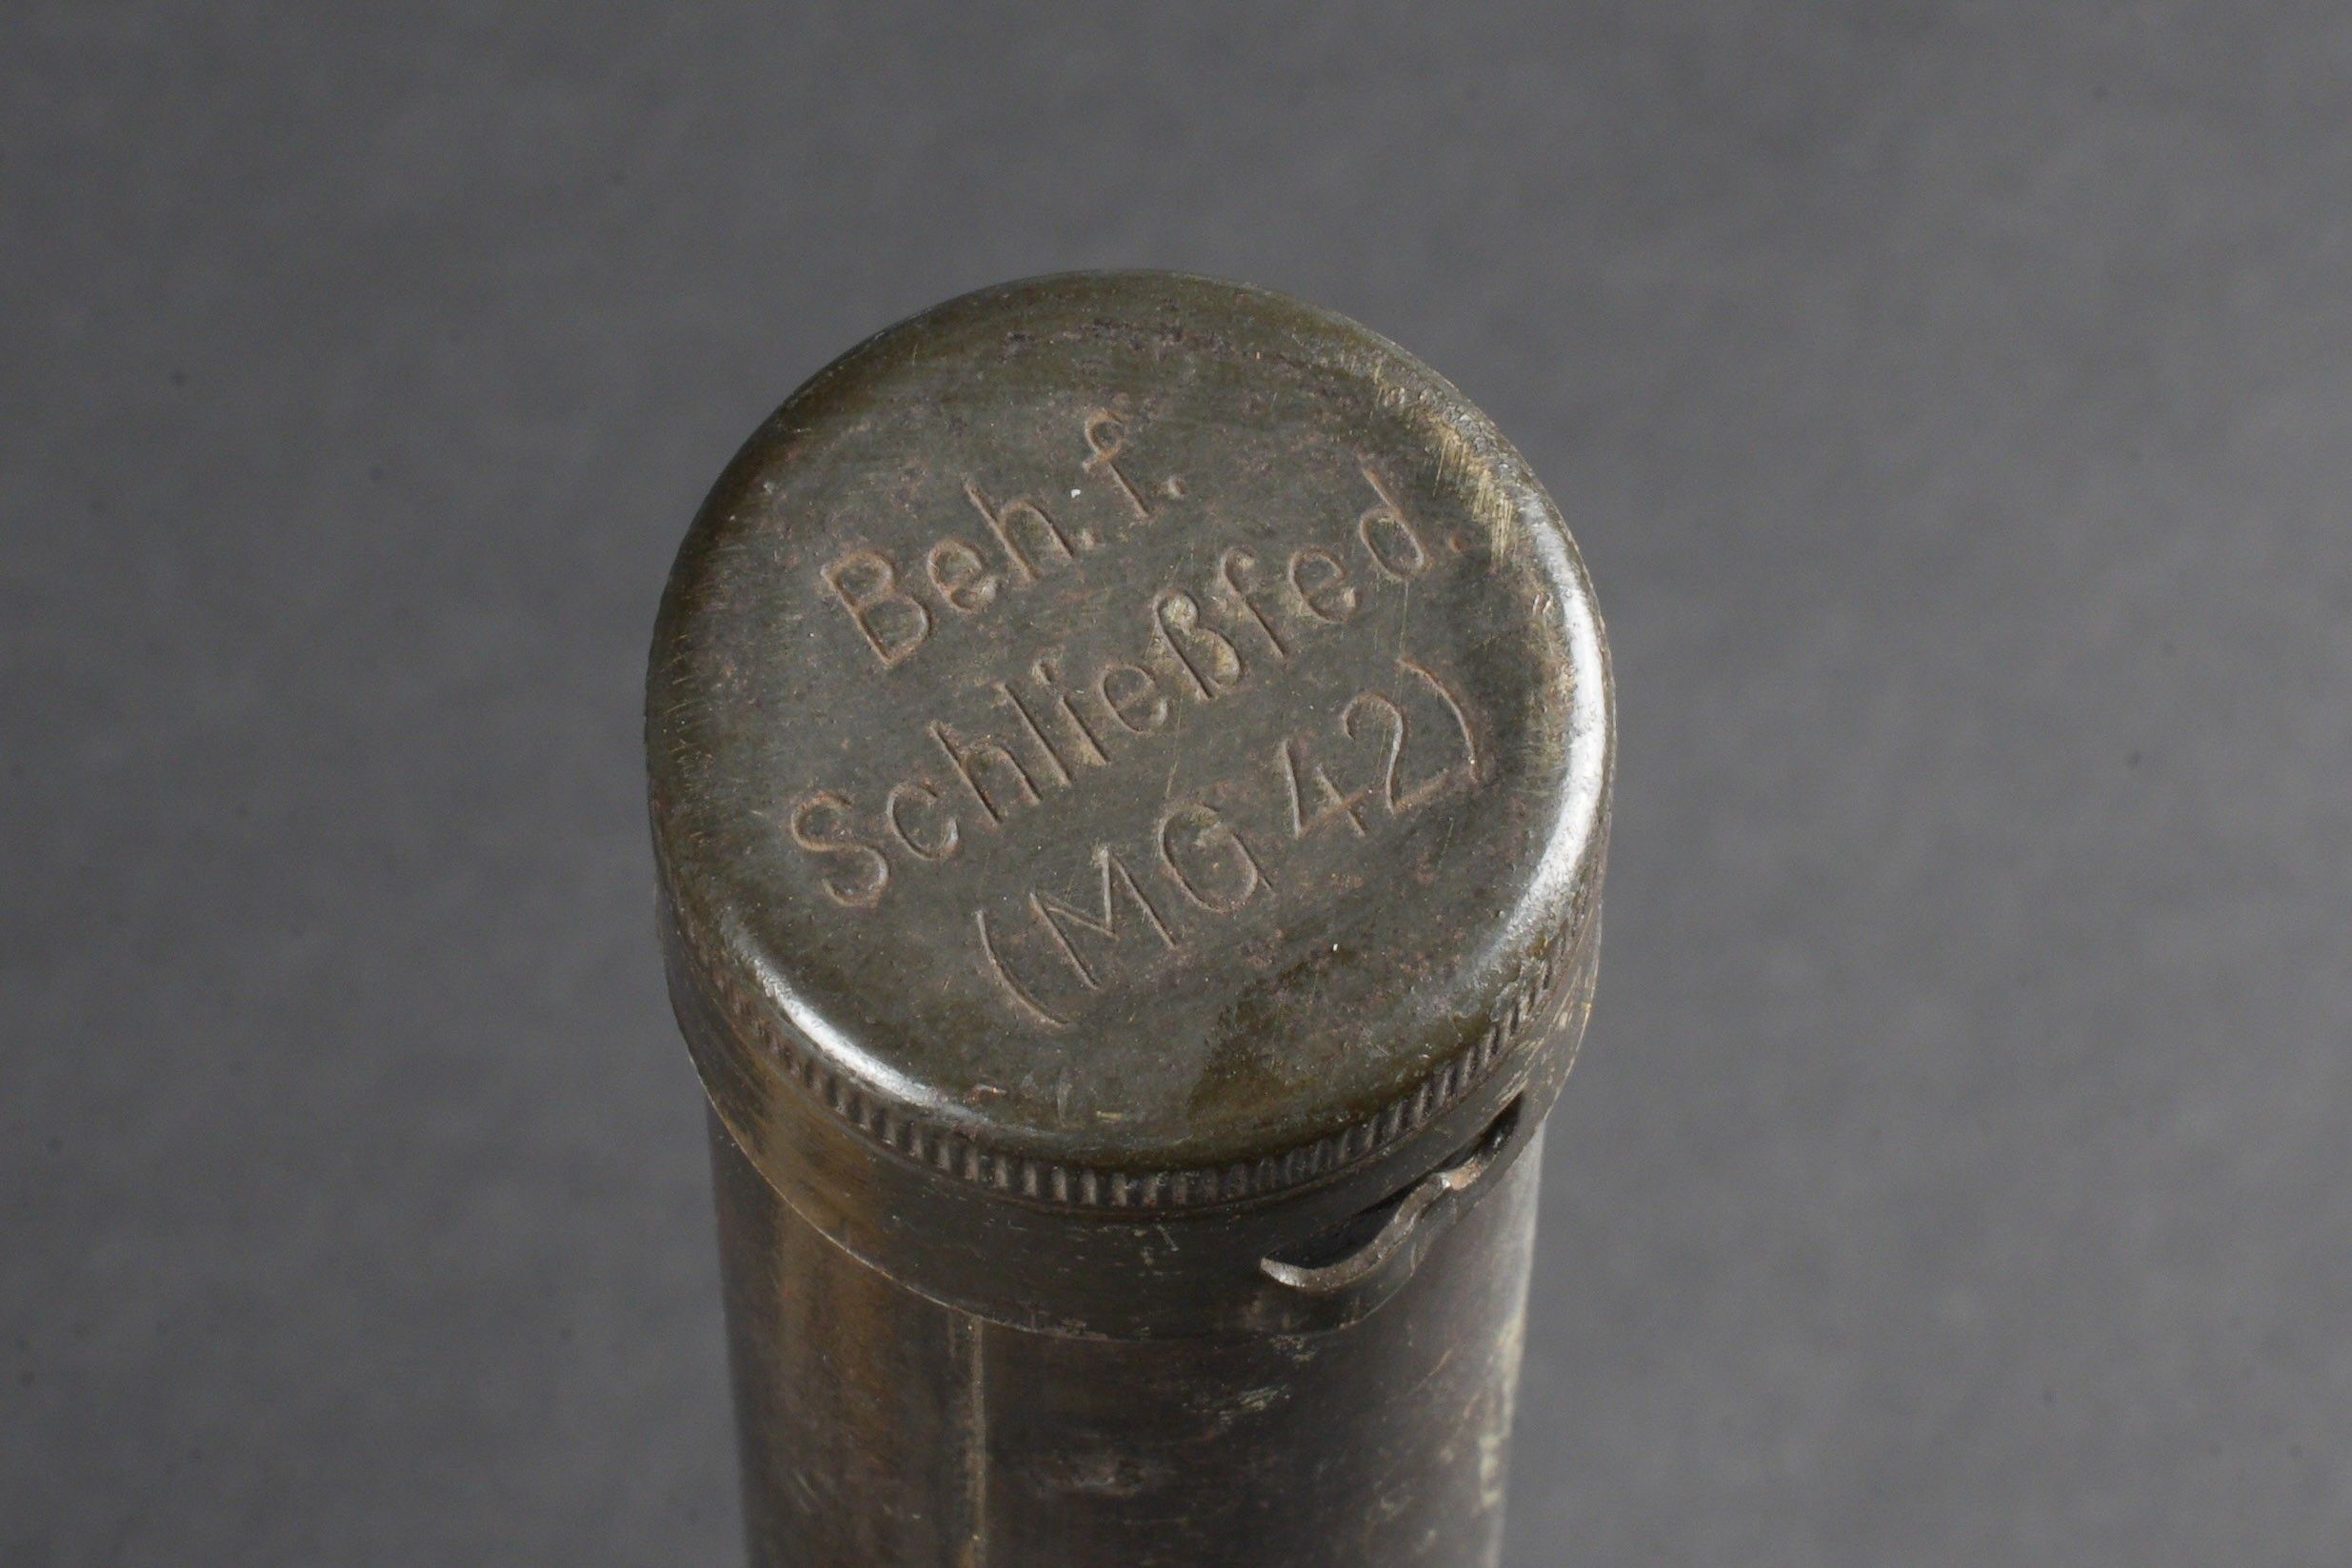 Beh. f.
Schließfed.
(MG 42)